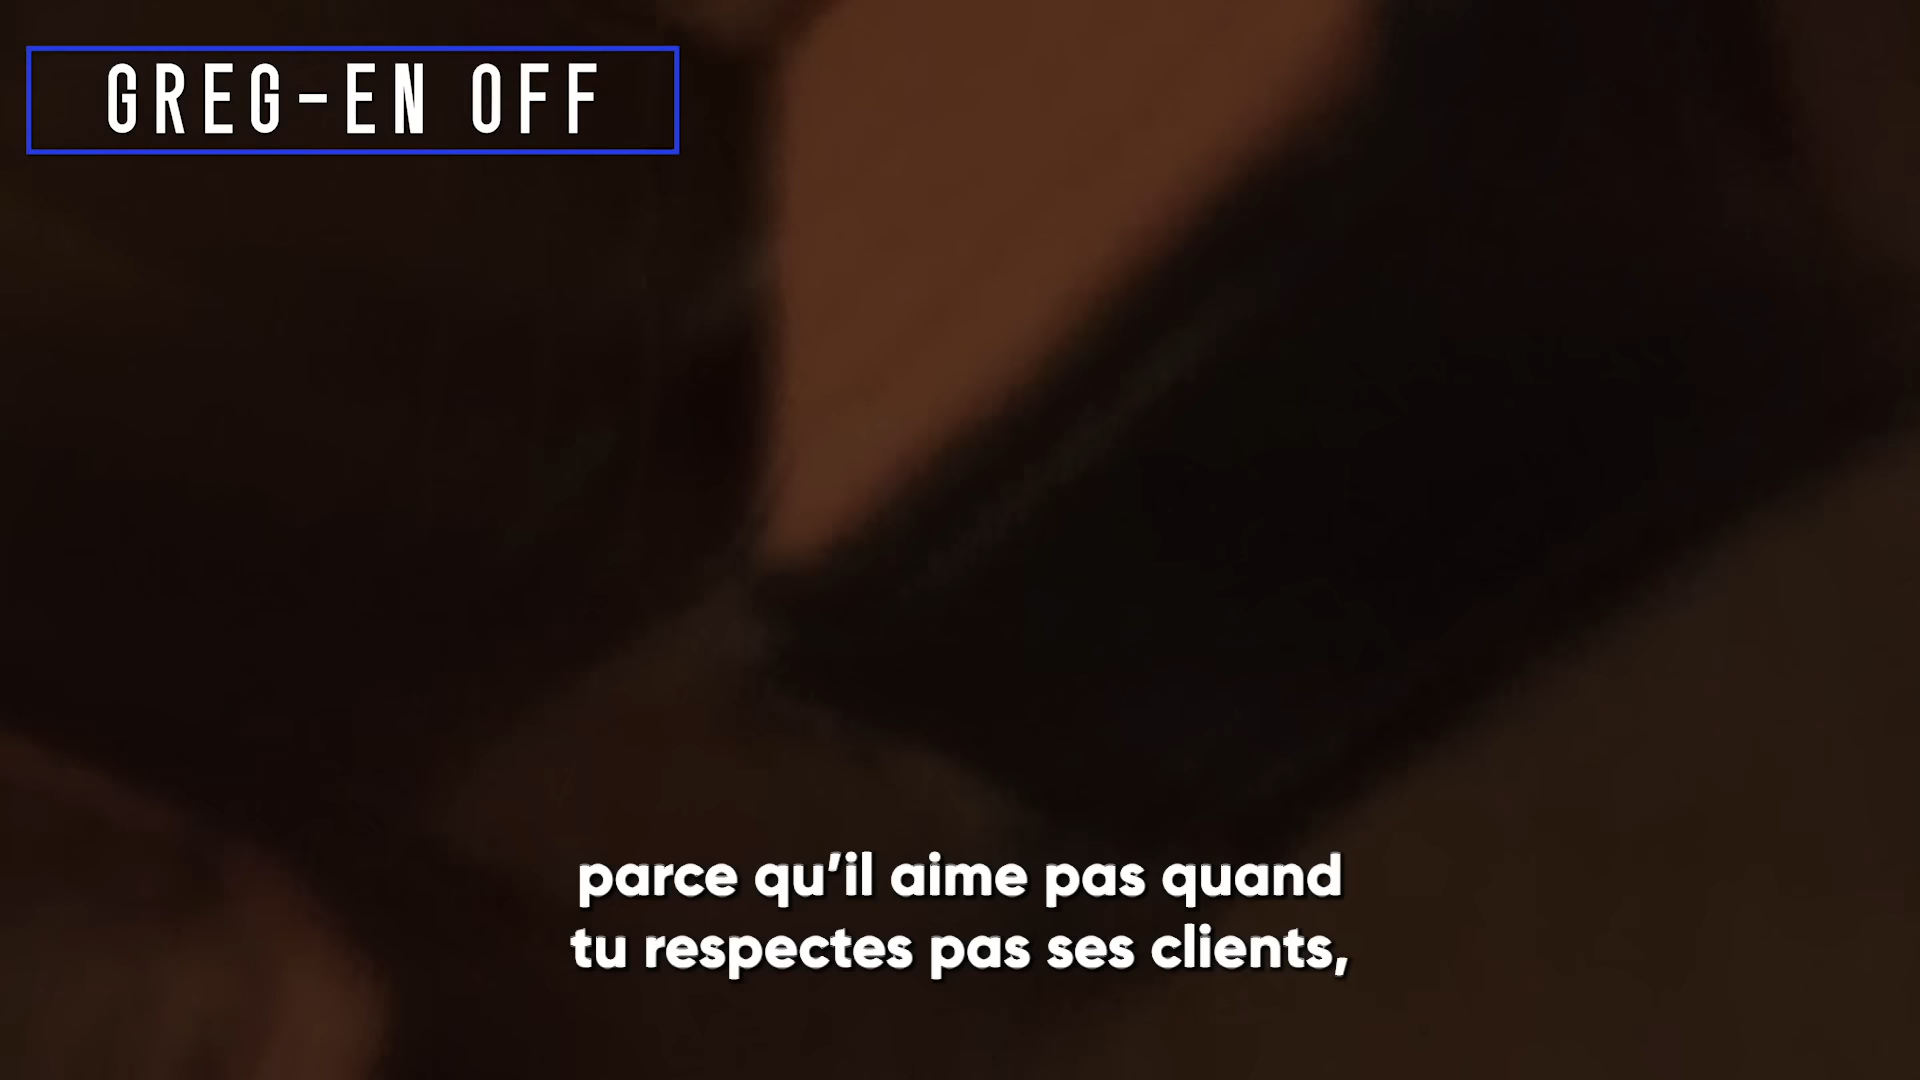 GREG-EN OFF
parce qu’il aime pas quand
tu respectes pas ses clients,